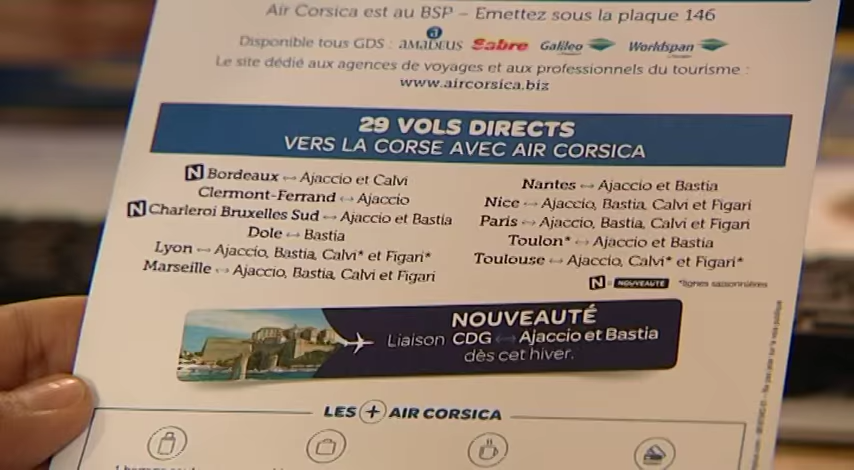 Air Corsica est au BSP – Emettez sous la plaque 146
Disponible tous GDS : amadeus Sabre Galileo Worldspan
Le site dédié aux agences de voyages et aux professionnels du tourisme :
www.aircorsica.biz
29 VOLS DIRECTS
VERS LA CORSE AVEC AIR CORSICA
N Bordeaux ↔ Ajaccio et Calvi
Clermont-Ferrand ↔ Ajaccio
N Charleroi Bruxelles Sud ↔ Ajaccio et Bastia
Dole ↔ Bastia
Lyon ↔ Ajaccio, Bastia, Calvi* et Figari*
Marseille ↔ Ajaccio, Bastia, Calvi et Figari
Nantes ↔ Ajaccio et Bastia
Nice ↔ Ajaccio, Bastia, Calvi et Figari
Paris ↔ Ajaccio, Bastia, Calvi et Figari
Toulon* ↔ Ajaccio et Bastia
Toulouse ↔ Ajaccio, Calvi* et Figari*
N = NOUVEAUTÉ *lignes saisonnières
NOUVEAUTÉ
Liaison CDG ↔ Ajaccio et Bastia
dès cet hiver.
LES + AIR CORSICA